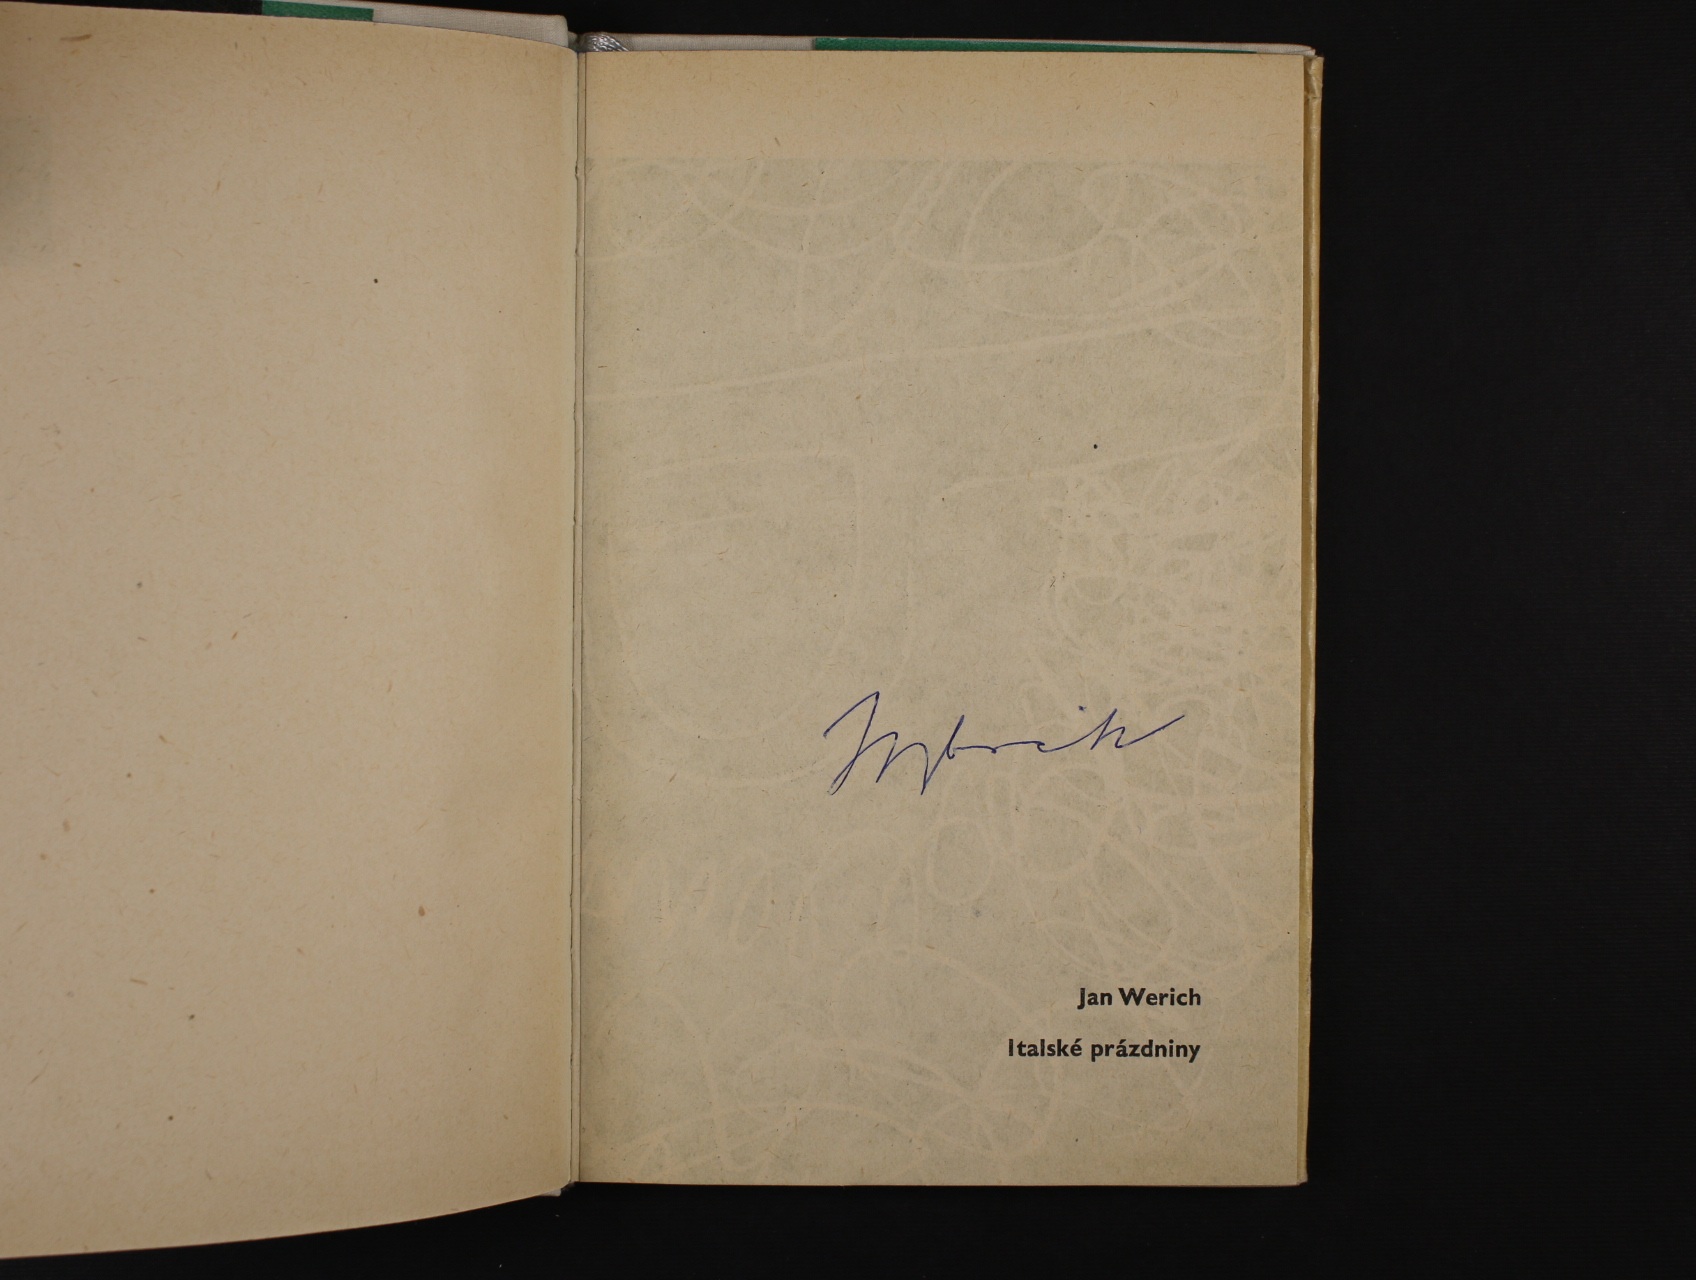 Jan Werich
Italské prázdniny